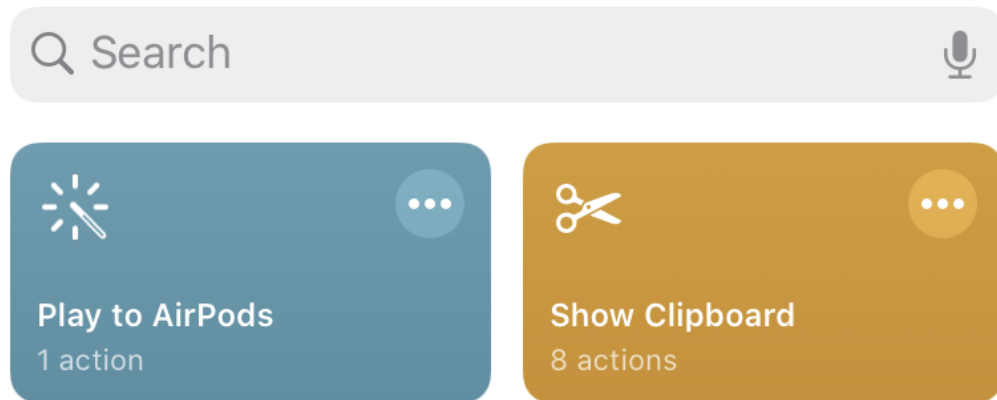 Search
Play to AirPods
1 action
Show Clipboard
8 actions